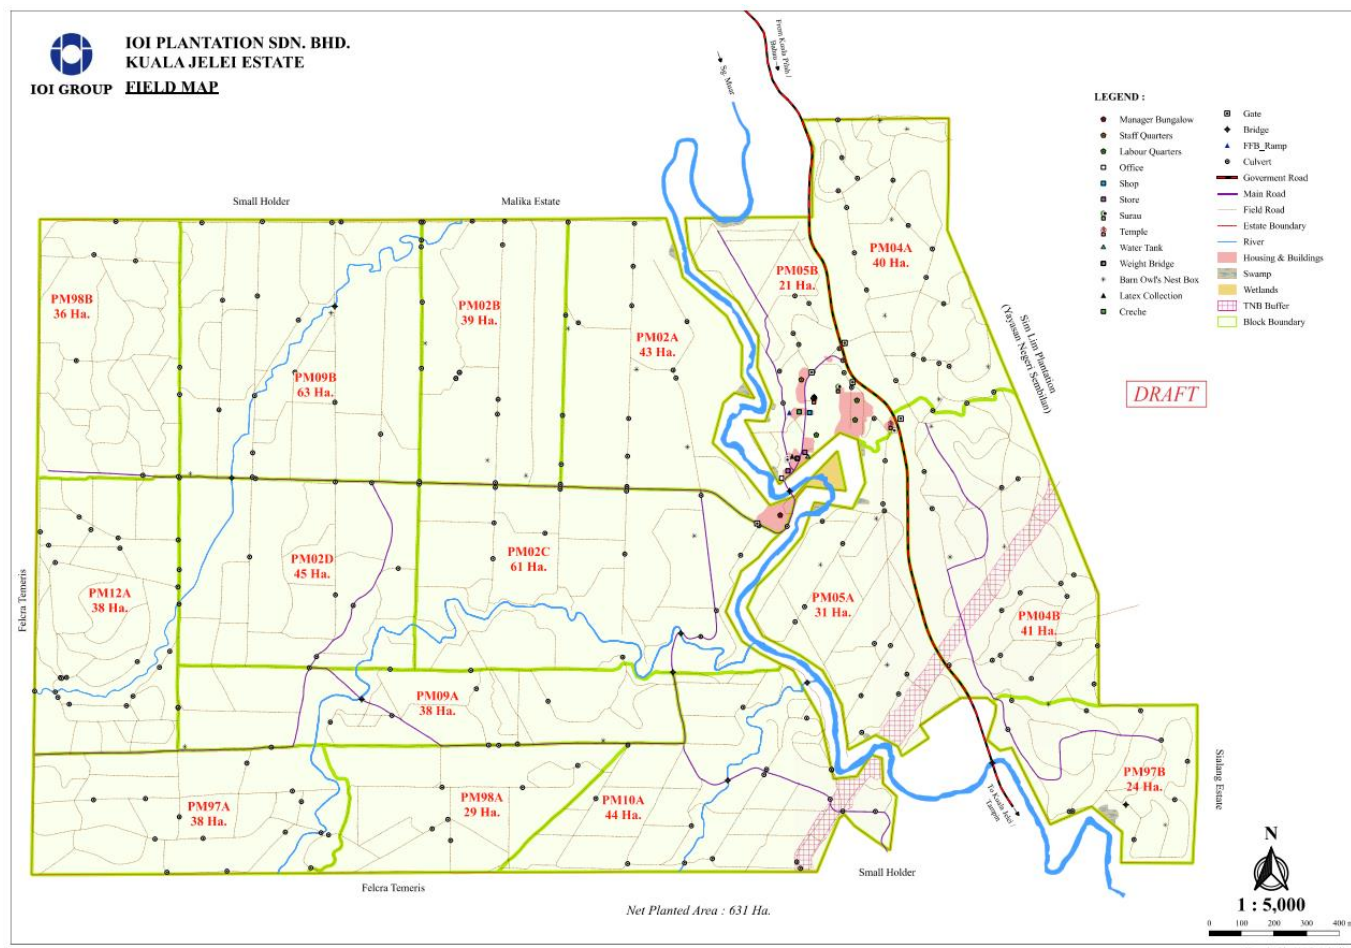 IOI PLANTATION SDN. BHD.
KUALA JELEI ESTATE
FIELD MAP
IOI GROUP
From Kuala Pilah /
Bahau
Sg. Muar
LEGEND :
Manager Bungalow
Staff Quarters
Labour Quarters
Office
Shop
Store
Surau
Temple
Water Tank
Weight Bridge
Barn Owl's Nest Box
Latex Collection
Creche
Gate
Bridge
FFB_Ramp
Culvert
Goverment Road
Main Road
Field Road
Estate Boundary
River
Housing & Buildings
Swamp
Wetlands
TNB Buffer
Block Boundary
DRAFT
Small Holder
Malika Estate
PM98B
36 Ha.
PM09B
63 Ha.
PM02B
39 Ha.
PM02A
43 Ha.
PM05B
21 Ha.
PM04A
40 Ha.
Sim Lim Plantation
(Yayasan Negeri Sembilan)
Felcra Temeris
PM12A
38 Ha.
PM02D
45 Ha.
PM02C
61 Ha.
PM05A
31 Ha.
PM04B
41 Ha.
PM09A
38 Ha.
PM97A
38 Ha.
PM98A
29 Ha.
PM10A
44 Ha.
PM97B
24 Ha.
Sialang Estate
To Kuala Jelei /
Tampin
Felcra Temeris
Small Holder
Net Planted Area : 631 Ha.
N
1 : 5,000
0 100 200 300 400 m